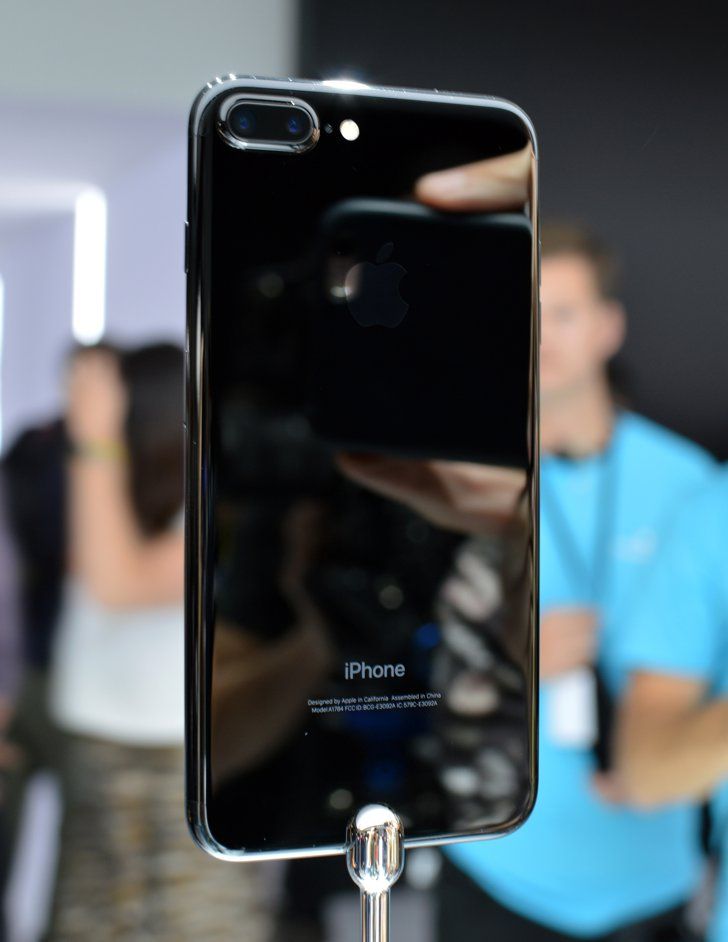 iPhone
Designed by Apple in California Assembled in China
Model A1784 FCC ID: BCG-E3092A IC: 579C-E3092A